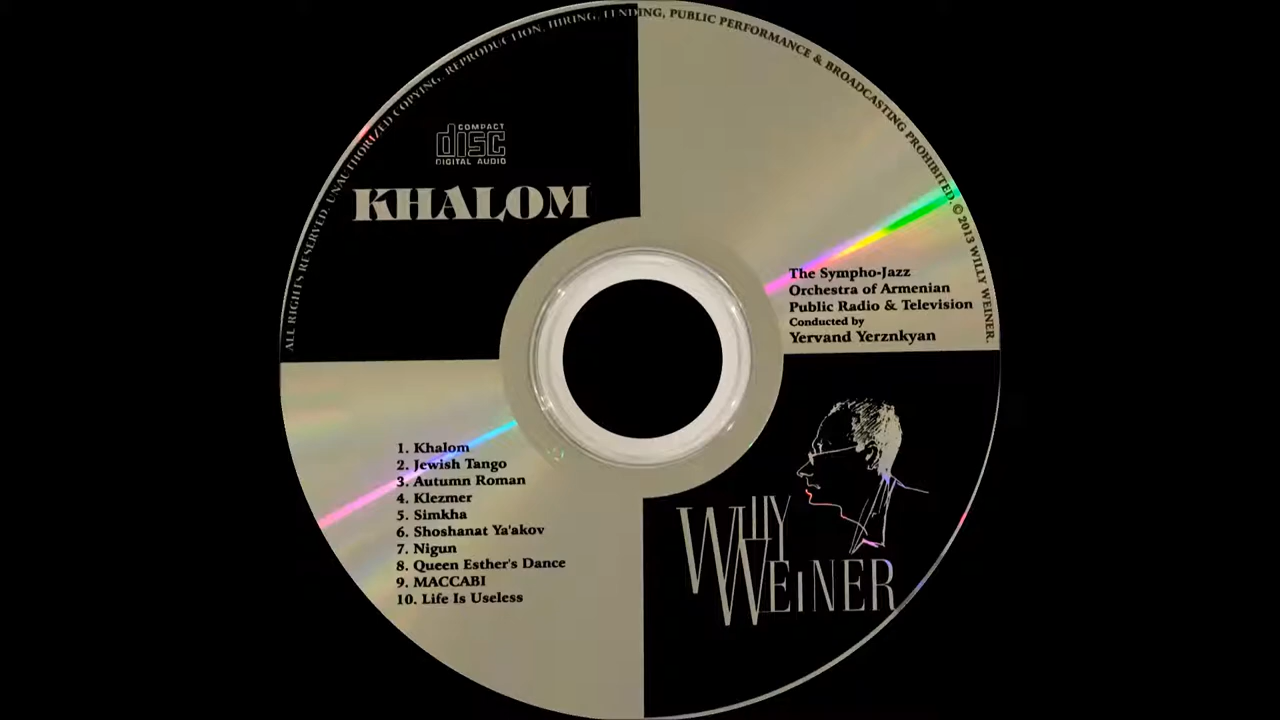 ALL RIGHTS RESERVED. UNAUTHORIZED COPYING, REPRODUCTION, HIRING, LENDING, PUBLIC PERFORMANCE & BROADCASTING PROHIBITED. © 2013 WILLY WEINER.
COMPACT
disc
DIGITAL AUDIO
KHALOM
The Sympho-Jazz
Orchestra of Armenian
Public Radio & Television
Conducted by
Yervand Yerznkyan
1. Khalom
2. Jewish Tango
3. Autumn Roman
4. Klezmer
5. Simkha
6. Shoshanat Ya'akov
7. Nigun
8. Queen Esther's Dance
9. MACCABI
10. Life Is Useless
WILLY
WEINER